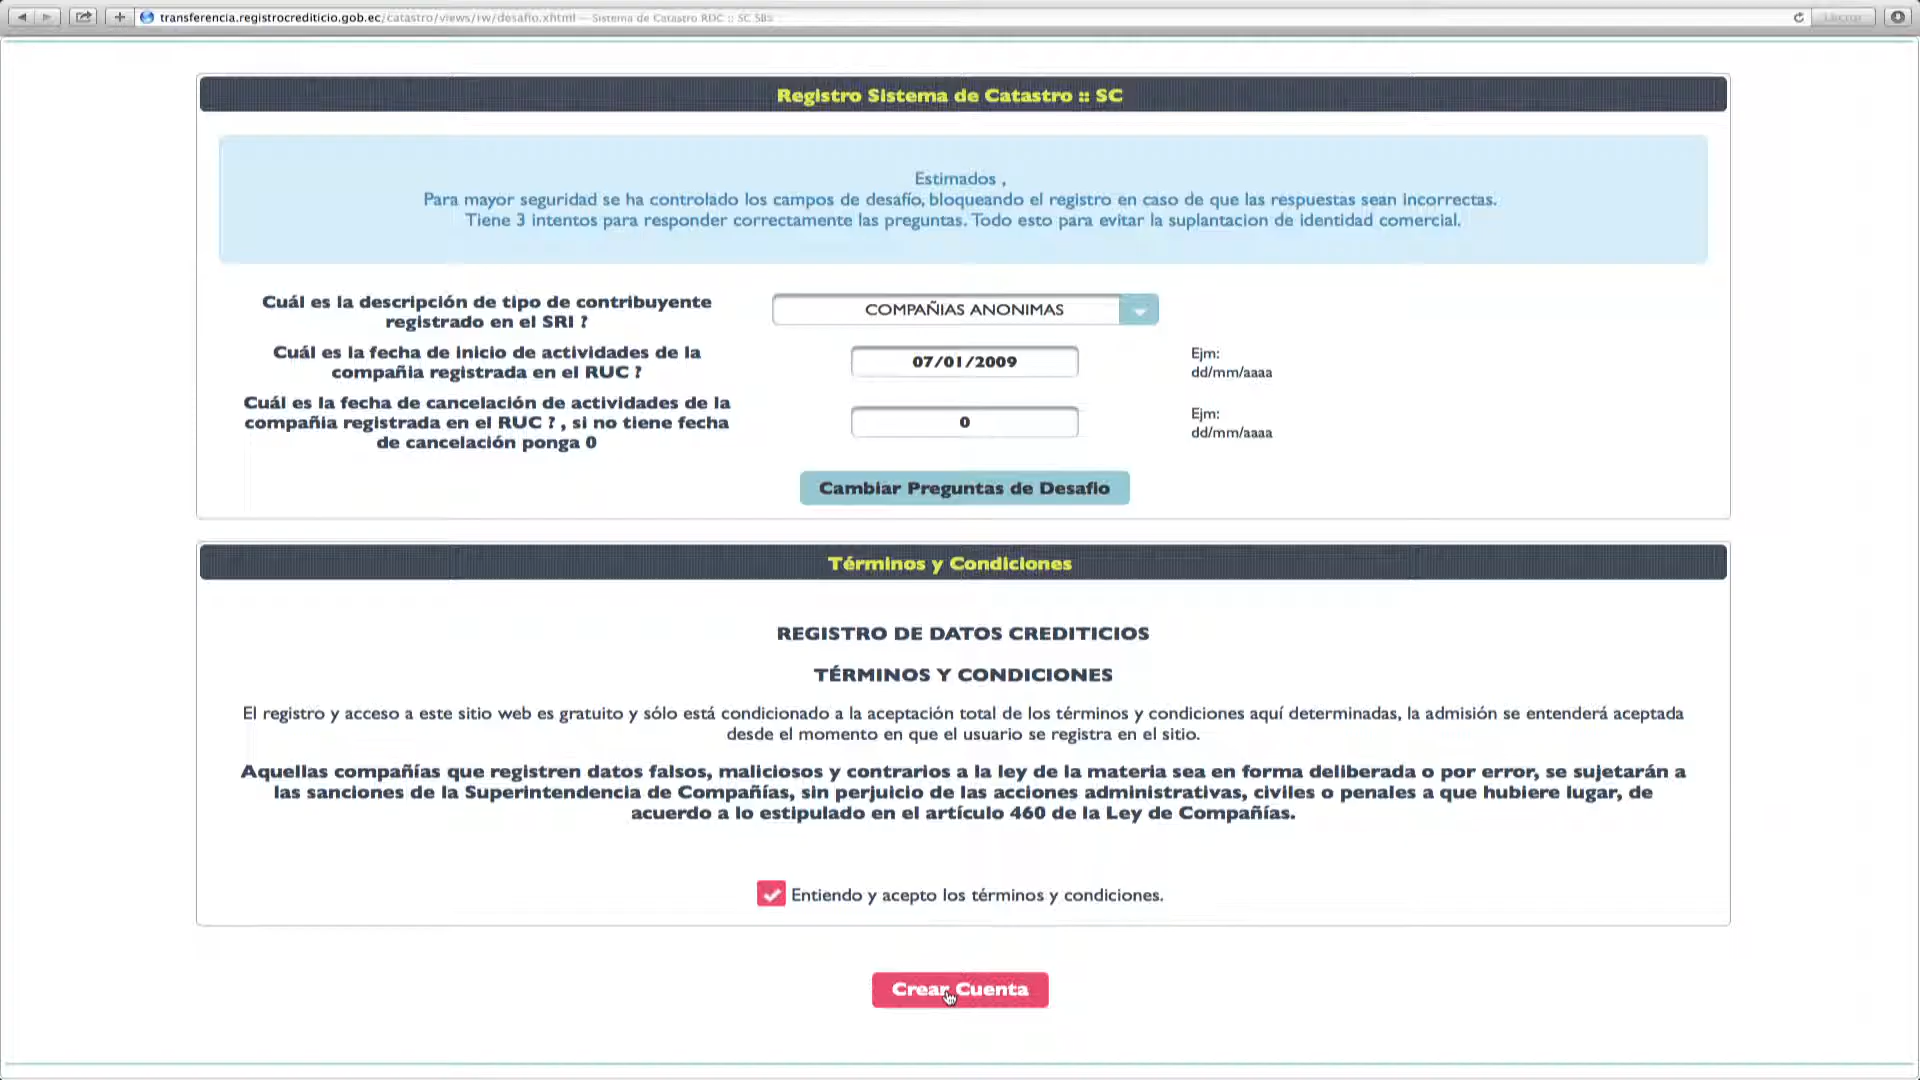 transferencia.registrocrediticio.gob.ec/catastro/views/rw/desafio.xhtml — Sistema de Catastro RDC :: SC SBS
Registro Sistema de Catastro :: SC
Estimados ,
Para mayor seguridad se ha controlado los campos de desafío, bloqueando el registro en caso de que las respuestas sean incorrectas.
Tiene 3 intentos para responder correctamente las preguntas. Todo esto para evitar la suplantacion de identidad comercial.
Cuál es la descripción de tipo de contribuyente
registrado en el SRI ?
COMPAÑIAS ANONIMAS
Cuál es la fecha de inicio de actividades de la
compañia registrada en el RUC ?
07/01/2009
Ejm:
dd/mm/aaaa
Cuál es la fecha de cancelación de actividades de la
compañia registrada en el RUC ? , si no tiene fecha
de cancelación ponga 0
0
Ejm:
dd/mm/aaaa
Cambiar Preguntas de Desafio
Términos y Condiciones
REGISTRO DE DATOS CREDITICIOS
TÉRMINOS Y CONDICIONES
El registro y acceso a este sitio web es gratuito y sólo está condicionado a la aceptación total de los términos y condiciones aquí determinadas, la admisión se entenderá aceptada
desde el momento en que el usuario se registra en el sitio.
Aquellas compañías que registren datos falsos, maliciosos y contrarios a la ley de la materia sea en forma deliberada o por error, se sujetarán a
las sanciones de la Superintendencia de Compañías, sin perjuicio de las acciones administrativas, civiles o penales a que hubiere lugar, de
acuerdo a lo estipulado en el artículo 460 de la Ley de Compañías.
Entiendo y acepto los términos y condiciones.
Crear Cuenta